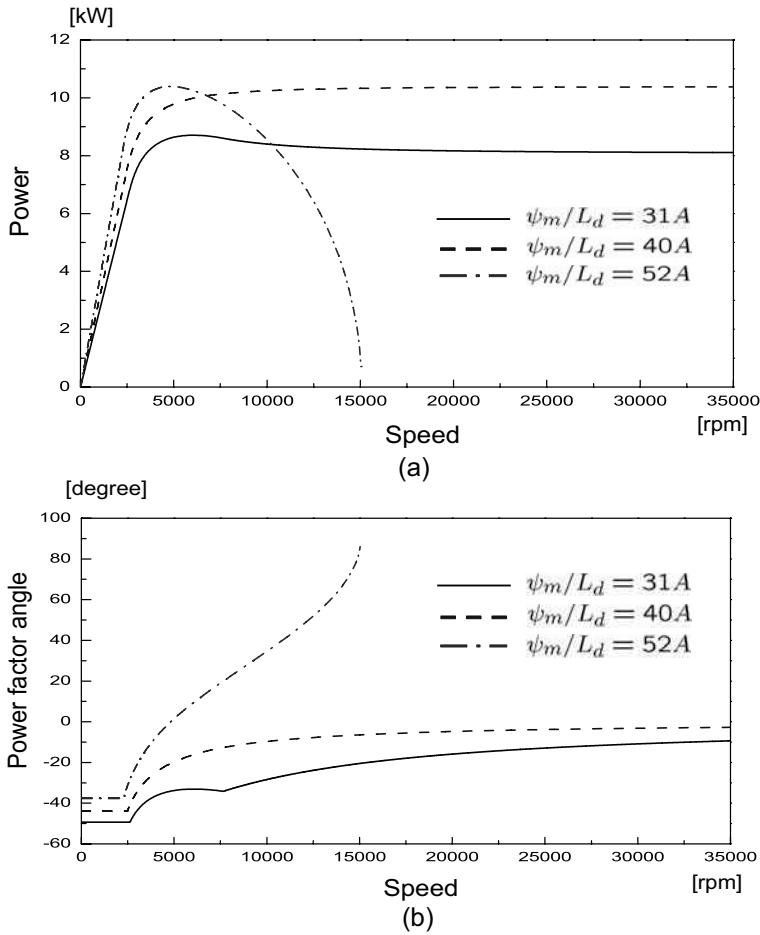 [kW]
12
10
8
6
4
2
0
Power
ψm/Ld = 31A
ψm/Ld = 40A
ψm/Ld = 52A
0 5000 10000 15000 20000 25000 30000 35000
Speed
[rpm]
(a)
[degree]
100
80
60
40
20
0
-20
-40
-60
Power factor angle
ψm/Ld = 31A
ψm/Ld = 40A
ψm/Ld = 52A
0 5000 10000 15000 20000 25000 30000 35000
Speed
[rpm]
(b)